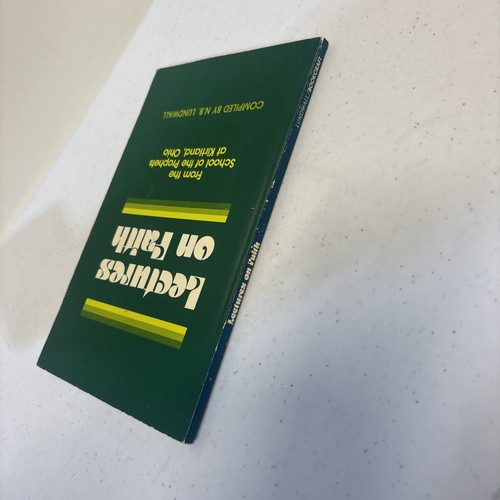 Lectures
on Faith
From the
School of the Prophets
at Kirtland, Ohio
COMPILED BY N.B. LUNDWALL
Lectures on Faith